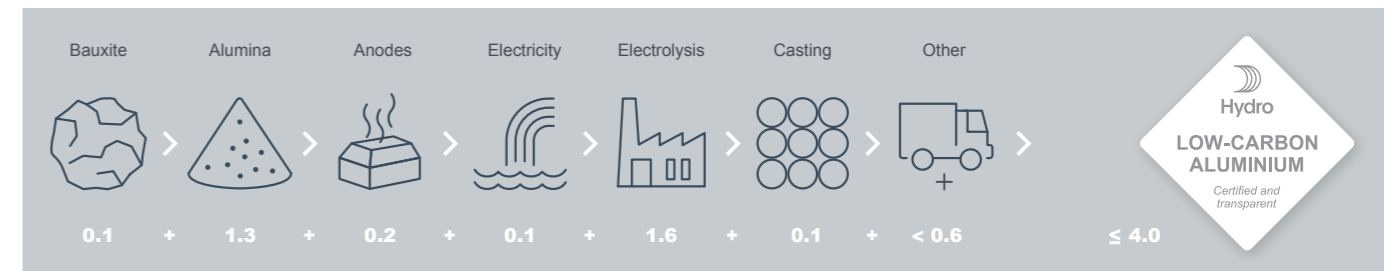 Bauxite Alumina Anodes Electricity Electrolysis Casting Other
Hydro
LOW-CARBON
ALUMINIUM
Certified and
transparent
+
0.1 + 1.3 + 0.2 + 0.1 + 1.6 + 0.1 + < 0.6 ≤ 4.0